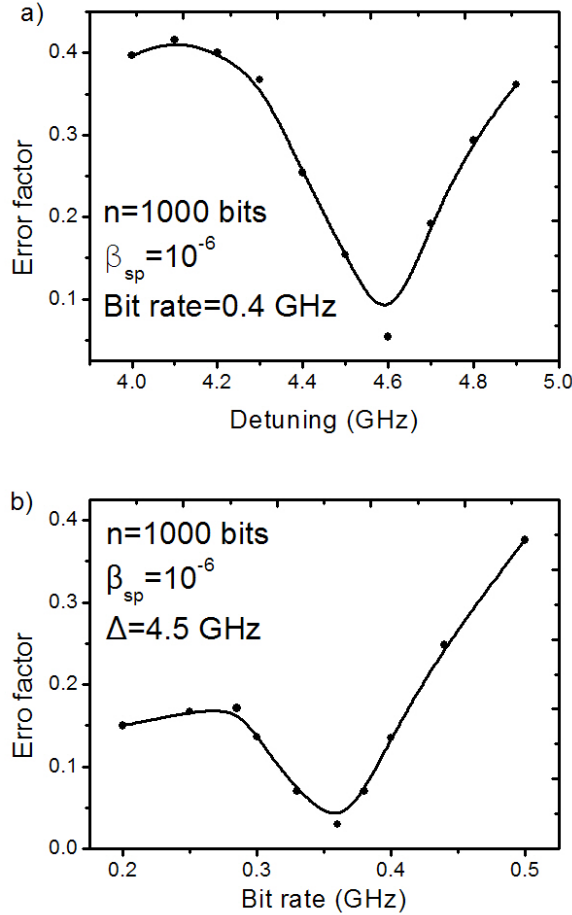 a)
0.4
0.3
0.2
0.1
Error factor
n=1000 bits
βsp=10-6
Bit rate=0.4 GHz
4.0 4.2 4.4 4.6 4.8 5.0
Detuning (GHz)
b)
0.4
0.3
0.2
0.1
0.0
Erro factor
n=1000 bits
βsp=10-6
Δ=4.5 GHz
0.2 0.3 0.4 0.5
Bit rate (GHz)